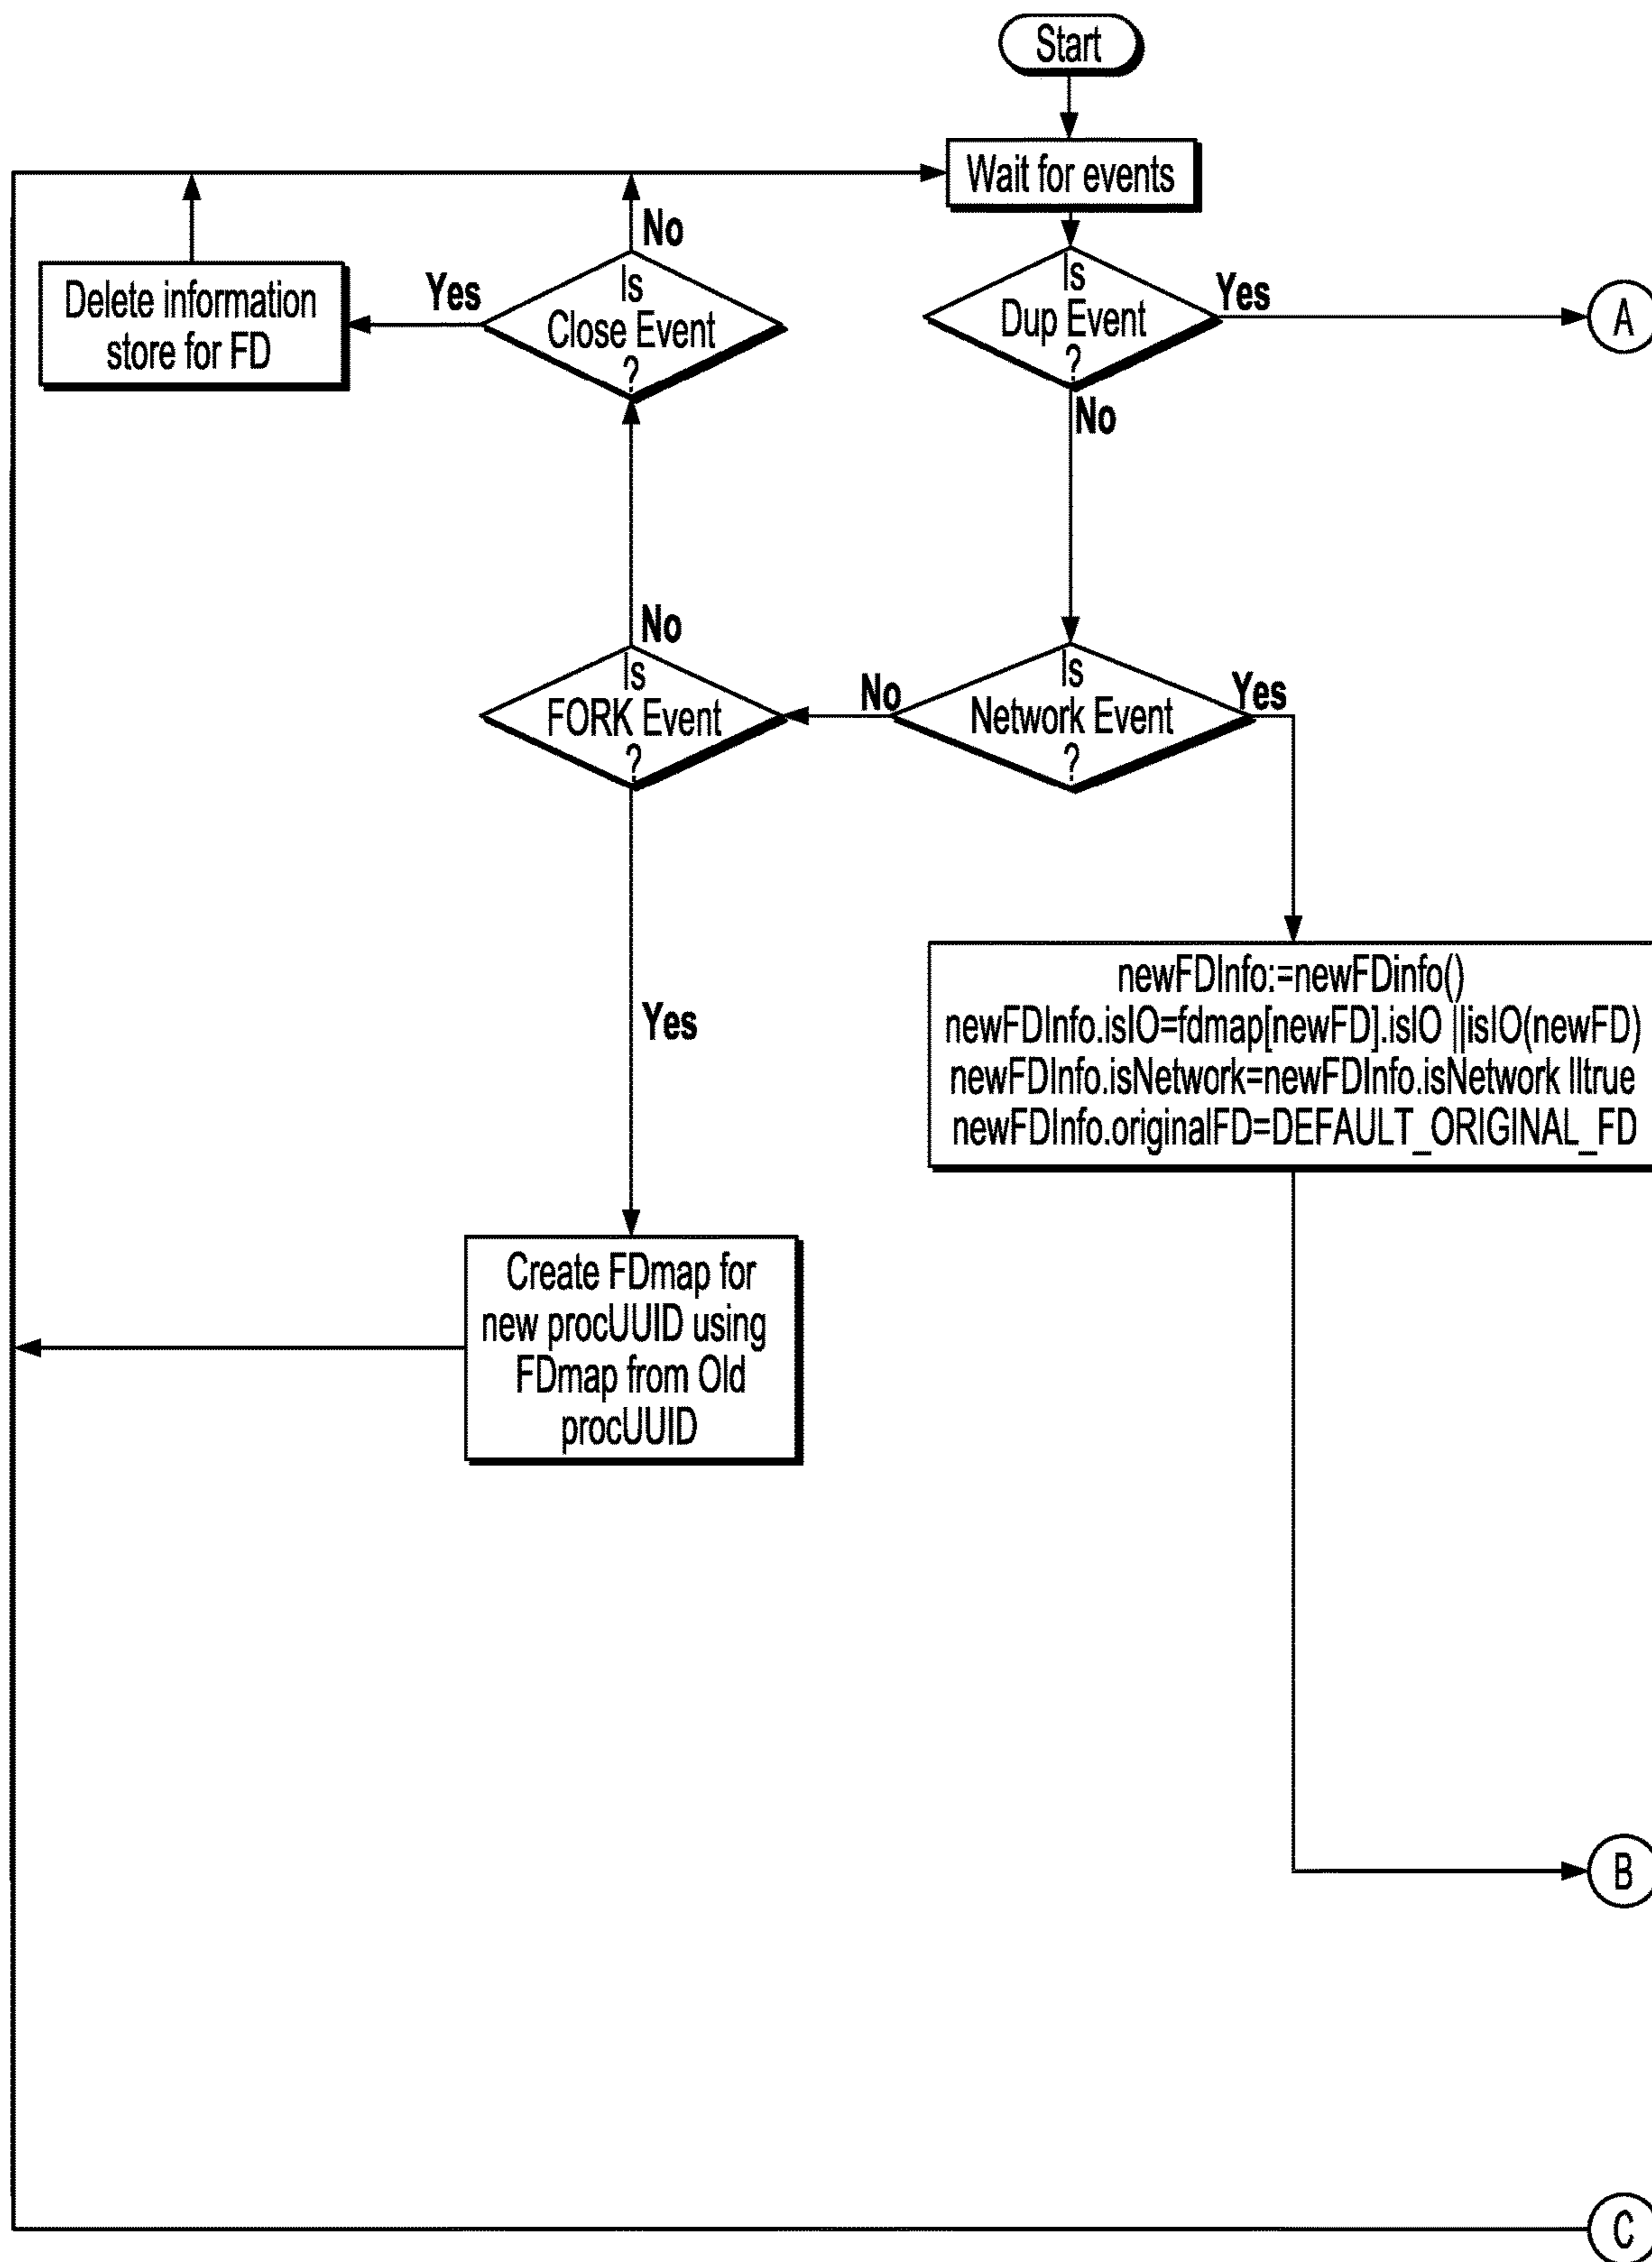 Start
Wait for events
No
Delete information
store for FD
Yes
Is
Close Event
?
Is
Dup Event
?
Yes
A
No
No
Is
FORK Event
?
No
Is
Network Event
?
Yes
newFDInfo:=newFDinfo()
newFDInfo.isIO=fdmap[newFD].isIO ||isIO(newFD)
newFDInfo.isNetwork=newFDInfo.isNetwork lltrue
newFDInfo.originalFD=DEFAULT_ORIGINAL_FD
Yes
Create FDmap for
new procUUID using
FDmap from Old
procUUID
B
C